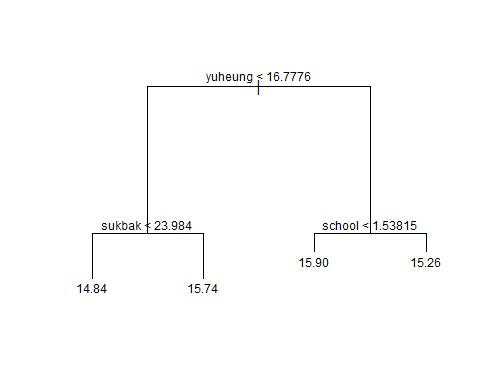 yuheung < 16.7776
sukbak < 23.984
school < 1.53815
14.84
15.74
15.90
15.26